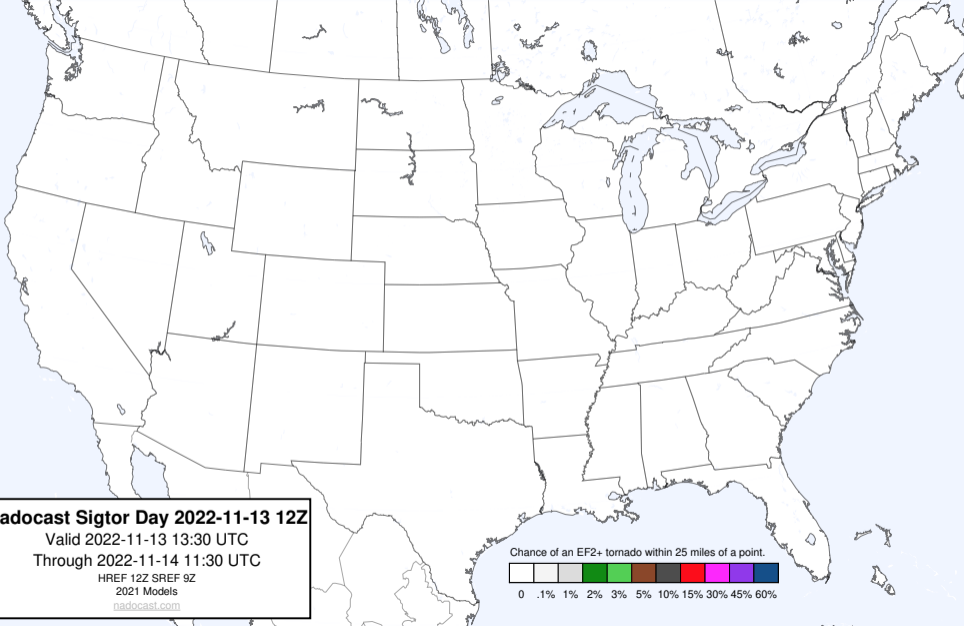 adocast Sigtor Day 2022-11-13 12Z
Valid 2022-11-13 13:30 UTC
Through 2022-11-14 11:30 UTC
HREF 12Z SREF 9Z
2021 Models
nadocast.com
Chance of an EF2+ tornado within 25 miles of a point.
0 .1% 1% 2% 3% 5% 10% 15% 30% 45% 60%